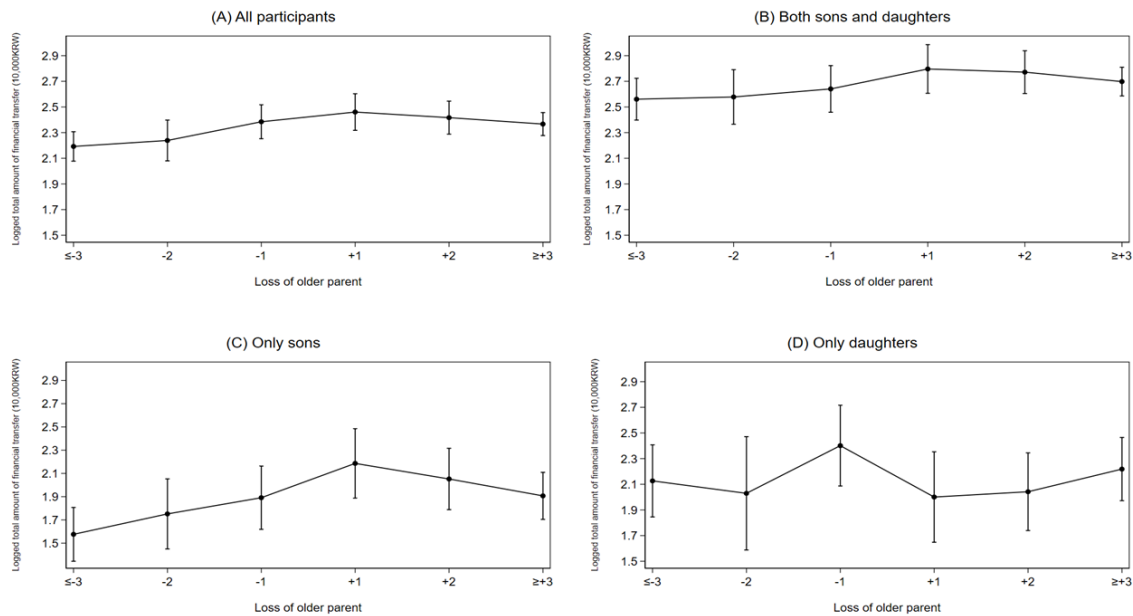 (A) All participants
Logged total amount of financial transfer (10,000KRW)
2.9
2.7
2.5
2.3
2.1
1.9
1.7
1.5
≤-3 -2 -1 +1 +2 ≥+3
Loss of older parent
(B) Both sons and daughters
Logged total amount of financial transfer (10,000KRW)
2.9
2.7
2.5
2.3
2.1
1.9
1.7
1.5
≤-3 -2 -1 +1 +2 ≥+3
Loss of older parent
(C) Only sons
Logged total amount of financial transfer (10,000KRW)
2.9
2.7
2.5
2.3
2.1
1.9
1.7
1.5
≤-3 -2 -1 +1 +2 ≥+3
Loss of older parent
(D) Only daughters
Logged total amount of financial transfer (10,000KRW)
2.9
2.7
2.5
2.3
2.1
1.9
1.7
1.5
≤-3 -2 -1 +1 +2 ≥+3
Loss of older parent